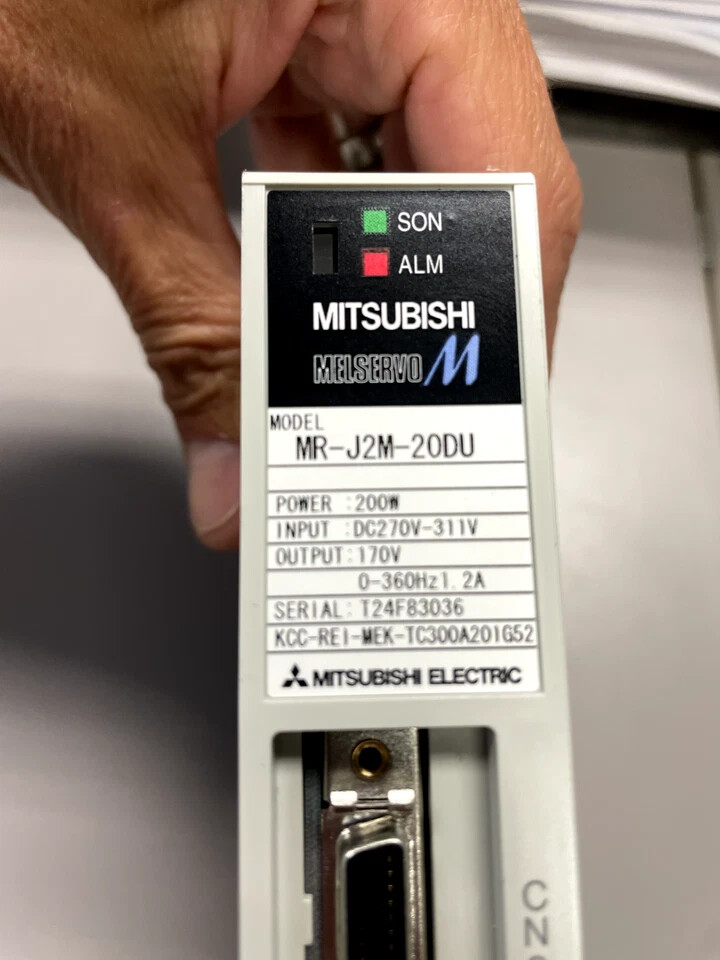 SON
ALM
MITSUBISHI
MELSERVO M
MODEL
MR-J2M-20DU
POWER :200W
INPUT :DC270V-311V
OUTPUT:170V
0-360Hz1.2A
SERIAL:T24F83036
KCC-REI-MEK-TC300A201G52
MITSUBISHI ELECTRIC
CN